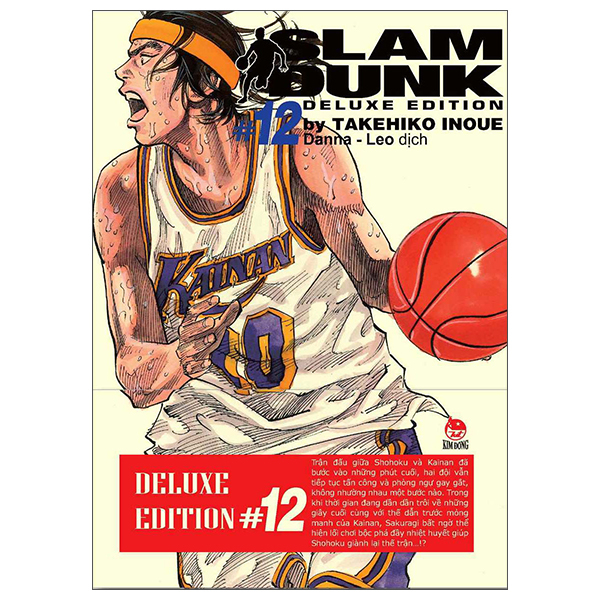 SLAM
DUNK
DELUXE EDITION
#12 by TAKEHIKO INOUE
Danna - Leo dịch
KAINAN
10
KIM ĐỒNG
DELUXE
EDITION #12
Trận đấu giữa Shohoku và Kainan đã
bước vào những phút cuối, hai đội vẫn
tiếp tục tấn công và phòng ngự gay gắt,
không nhường nhau một bước nào. Trong
khi thời gian đang dần dần trôi về những
giây cuối cùng với thế dẫn trước mỏng
manh của Kainan, Sakuragi bất ngờ thể
hiện lối chơi bộc phá đầy nhiệt huyết giúp
Shohoku giành lại thế trận...!?